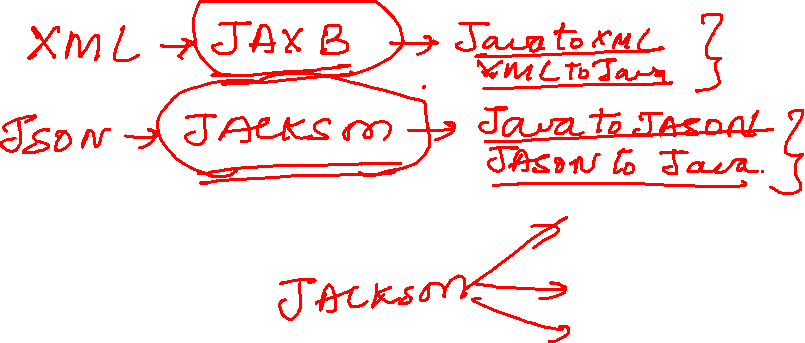 XML → JAXB → Java to XML
XML To Java
JSON → JACKSON → Java to JASON
JASON to Java.
JACKSON